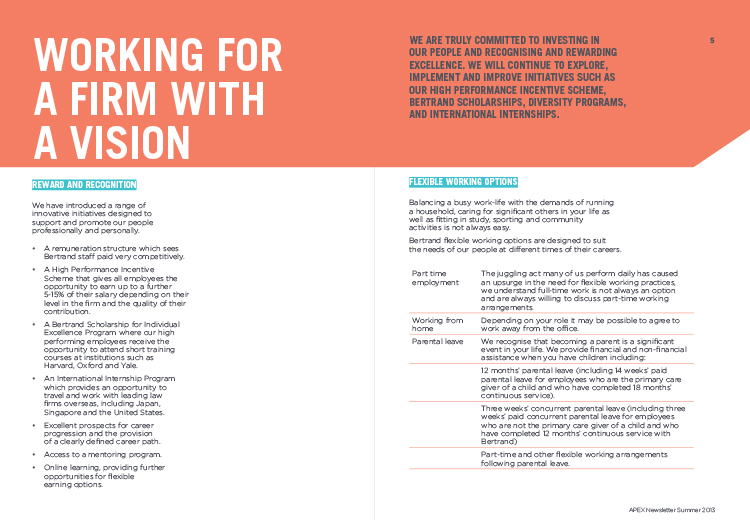 WORKING FOR
A FIRM WITH
A VISION
WE ARE TRULY COMMITTED TO INVESTING IN
OUR PEOPLE AND RECOGNISING AND REWARDING
EXCELLENCE. WE WILL CONTINUE TO EXPLORE,
IMPLEMENT AND IMPROVE INITIATIVES SUCH AS
OUR HIGH PERFORMANCE INCENTIVE SCHEME,
BERTRAND SCHOLARSHIPS, DIVERSITY PROGRAMS,
AND INTERNATIONAL INTERNSHIPS.
5
REWARD AND RECOGNITION
We have introduced a range of
innovative initiatives designed to
support and promote our people
professionally and personally.
• A remuneration structure which sees
Bertrand staff paid very competitively.
• A High Performance Incentive
Scheme that gives all employees the
opportunity to earn up to a further
5-15% of their salary depending on their
level in the firm and the quality of their
contribution.
• A Bertrand Scholarship for Individual
Excellence Program where our high
performing employees receive the
opportunity to attend short training
courses at institutions such as
Harvard, Oxford and Yale.
• An International Internship Program
which provides an opportunity to
travel and work with leading law
firms overseas, including Japan,
Singapore and the United States.
• Excellent prospects for career
progression and the provision
of a clearly defined career path.
• Access to a mentoring program.
• Online learning, providing further
opportunities for flexible
earning options.
FLEXIBLE WORKING OPTIONS
Balancing a busy work-life with the demands of running
a household, caring for significant others in your life as
well as fitting in study, sporting and community
activities is not always easy.
Bertrand flexible working options are designed to suit
the needs of our people at different times of their careers.
Part time
employment
The juggling act many of us perform daily has caused
an upsurge in the need for flexible working practices,
we understand full-time work is not always an option
and are always willing to discuss part-time working
arrangements.
Working from
home
Depending on your role it may be possible to agree to
work away from the office.
Parental leave
We recognise that becoming a parent is a significant
event in your life. We provide financial and non-financial
assistance when you have children including:
12 months' parental leave (including 14 weeks' paid
parental leave for employees who are the primary care
giver of a child and who have completed 18 months'
continuous service).
Three weeks' concurrent parental leave (including three
weeks' paid concurrent parental leave for employees
who are not the primary care giver of a child and who
have completed 12 months' continuous service with
Bertrand)
Part-time and other flexible working arrangements
following parental leave.
APEX Newsletter Summer 2013